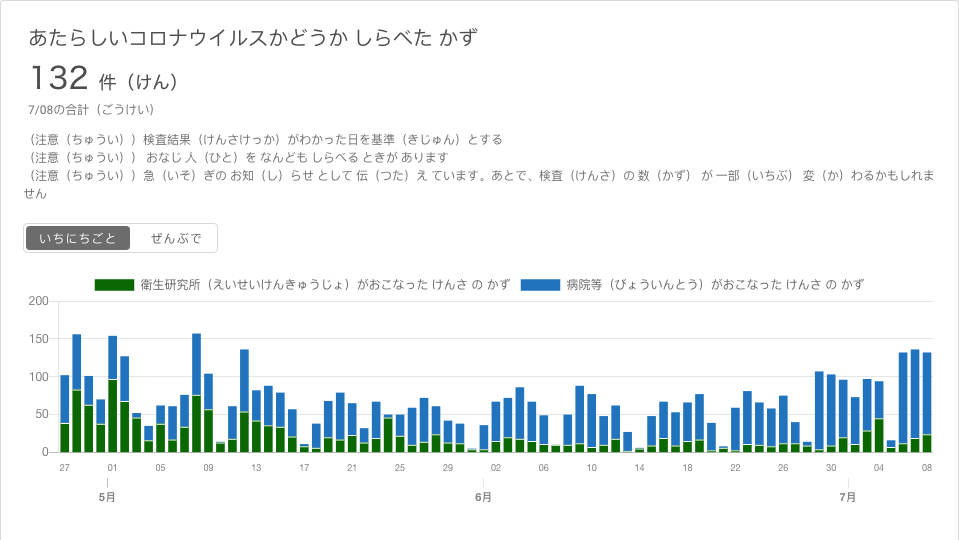 あたらしいコロナウイルスかどうか しらべた かず
132 件（けん）
7/08の合計（ごうけい）
（注意（ちゅうい））検査結果（けんさけっか）がわかった日を基準（きじゅん）とする
（注意（ちゅうい）） おなじ 人（ひと）を なんども しらべる ときが あります
（注意（ちゅうい））急（いそ）ぎの お知（し）らせ として 伝（つた）え ています。あとで、検査（けんさ）の 数（かず） が 一部（いちぶ） 変（か）わるかもしれま
せん
いちにちごと ぜんぶで
衛生研究所（えいせいけんきゅうじょ）がおこなった けんさ の かず 病院等（びょういんとう）がおこなった けんさ の かず
200
150
100
50
0
27 01 05 09 13 17 21 25 29 02 06 10 14 18 22 26 30 04 08
5月 6月 7月